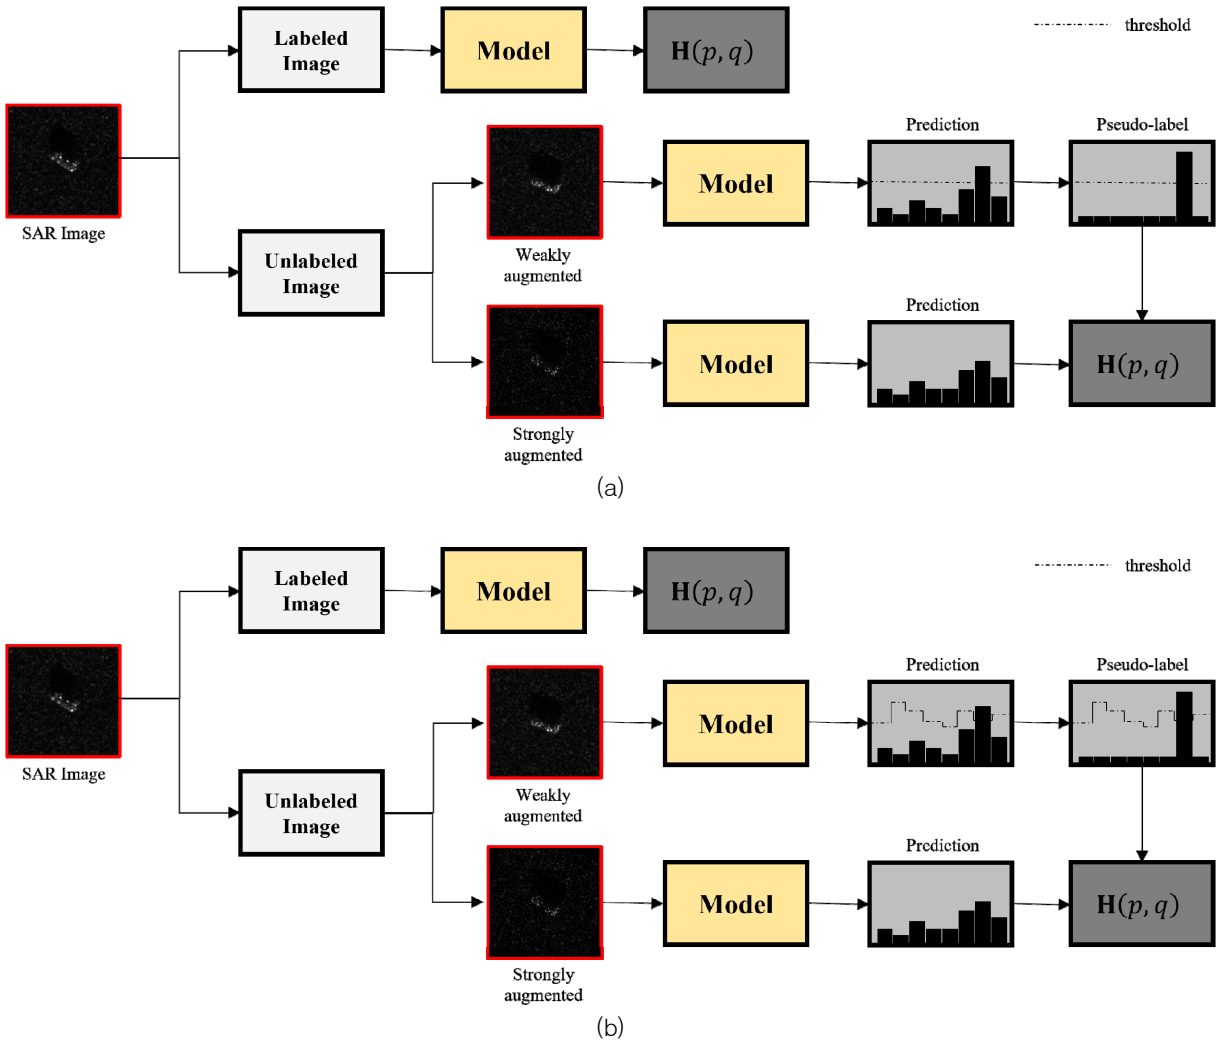 Labeled
Image
Model
H(p, q)
threshold
SAR Image
Unlabeled
Image
Weakly
augmented
Model
Prediction
Pseudo-label
Strongly
augmented
Model
Prediction
H(p, q)
(a)
Labeled
Image
Model
H(p, q)
threshold
SAR Image
Unlabeled
Image
Weakly
augmented
Model
Prediction
Pseudo-label
Strongly
augmented
Model
Prediction
H(p, q)
(b)